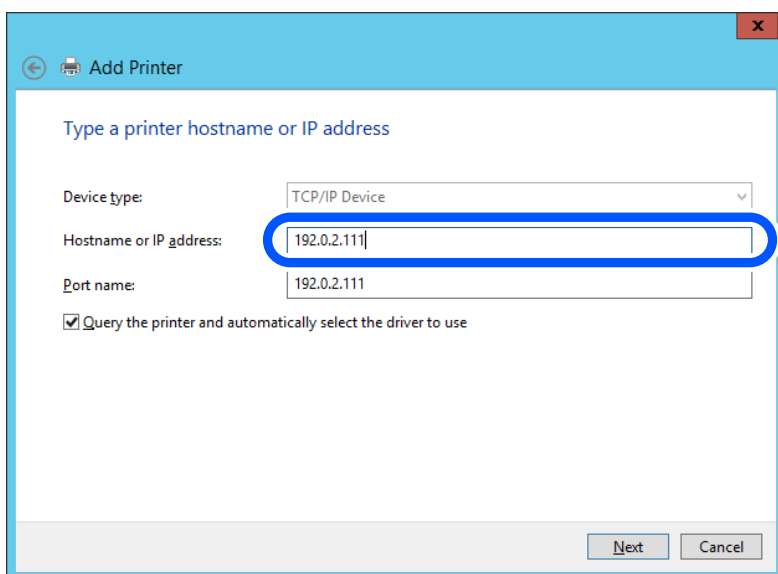 x
Add Printer
Type a printer hostname or IP address
Device type: TCP/IP Device
Hostname or IP address: 192.0.2.111
Port name: 192.0.2.111
Query the printer and automatically select the driver to use
Next Cancel